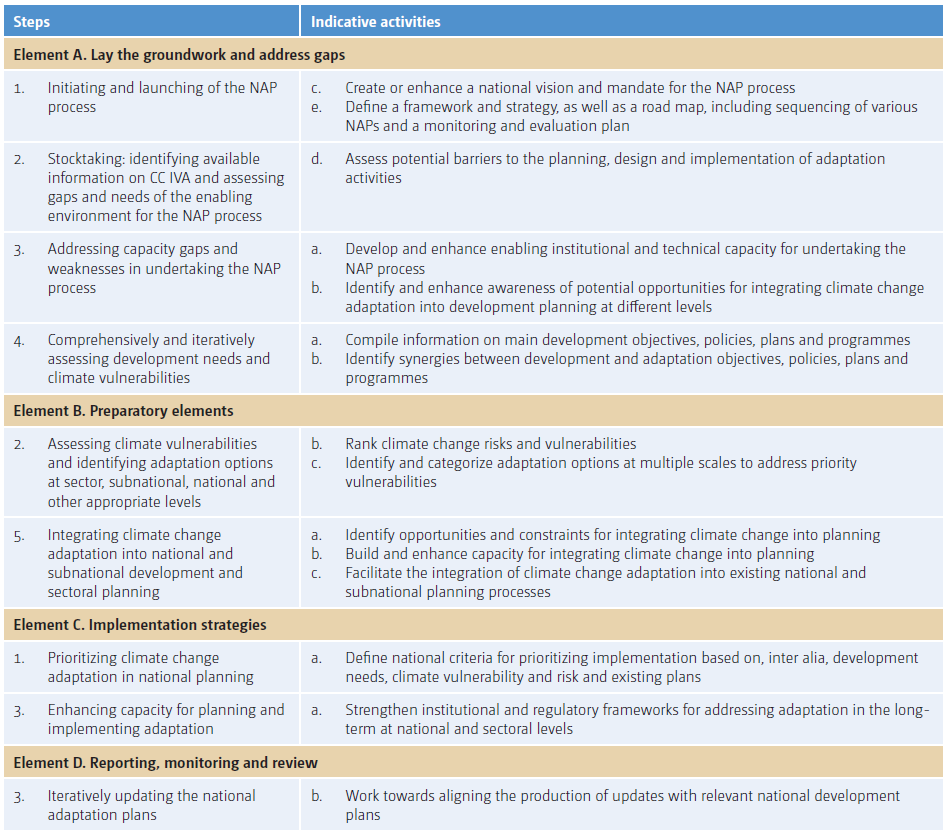 Steps
Indicative activities
Element A. Lay the groundwork and address gaps
1. Initiating and launching of the NAP
process
c. Create or enhance a national vision and mandate for the NAP process
e. Define a framework and strategy, as well as a road map, including sequencing of various
NAPs and a monitoring and evaluation plan
2. Stocktaking: identifying available
information on CC IVA and assessing
gaps and needs of the enabling
environment for the NAP process
d. Assess potential barriers to the planning, design and implementation of adaptation
activities
3. Addressing capacity gaps and
weaknesses in undertaking the NAP
process
a. Develop and enhance enabling institutional and technical capacity for undertaking the
NAP process
b. Identify and enhance awareness of potential opportunities for integrating climate change
adaptation into development planning at different levels
4. Comprehensively and iteratively
assessing development needs and
climate vulnerabilities
a. Compile information on main development objectives, policies, plans and programmes
b. Identify synergies between development and adaptation objectives, policies, plans and
programmes
Element B. Preparatory elements
2. Assessing climate vulnerabilities
and identifying adaptation options
at sector, subnational, national and
other appropriate levels
b. Rank climate change risks and vulnerabilities
c. Identify and categorize adaptation options at multiple scales to address priority
vulnerabilities
5. Integrating climate change
adaptation into national and
subnational development and
sectoral planning
a. Identify opportunities and constraints for integrating climate change into planning
b. Build and enhance capacity for integrating climate change into planning
c. Facilitate the integration of climate change adaptation into existing national and
subnational planning processes
Element C. Implementation strategies
1. Prioritizing climate change
adaptation in national planning
a. Define national criteria for prioritizing implementation based on, inter alia, development
needs, climate vulnerability and risk and existing plans
3. Enhancing capacity for planning and
implementing adaptation
a. Strengthen institutional and regulatory frameworks for addressing adaptation in the long-
term at national and sectoral levels
Element D. Reporting, monitoring and review
3. Iteratively updating the national
adaptation plans
b. Work towards aligning the production of updates with relevant national development
plans